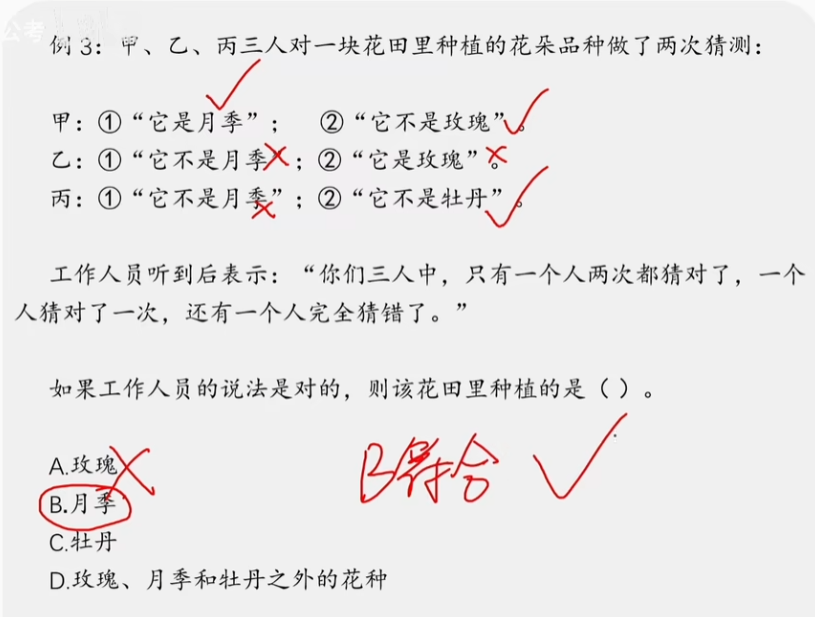 公考
例 3：甲、乙、丙三人对一块花田里种植的花朵品种做了两次猜测：
甲：①“它是月季”； ②“它不是玫瑰”。
乙：①“它不是月季”；②“它是玫瑰”。
丙：①“它不是月季”；②“它不是牡丹”。
工作人员听到后表示：“你们三人中，只有一个人两次都猜对了，一个
人猜对了一次，还有一个人完全猜错了。”
如果工作人员的说法是对的，则该花田里种植的是（ ）。
A.玫瑰
B符合
B.月季
C.牡丹
D.玫瑰、月季和牡丹之外的花种